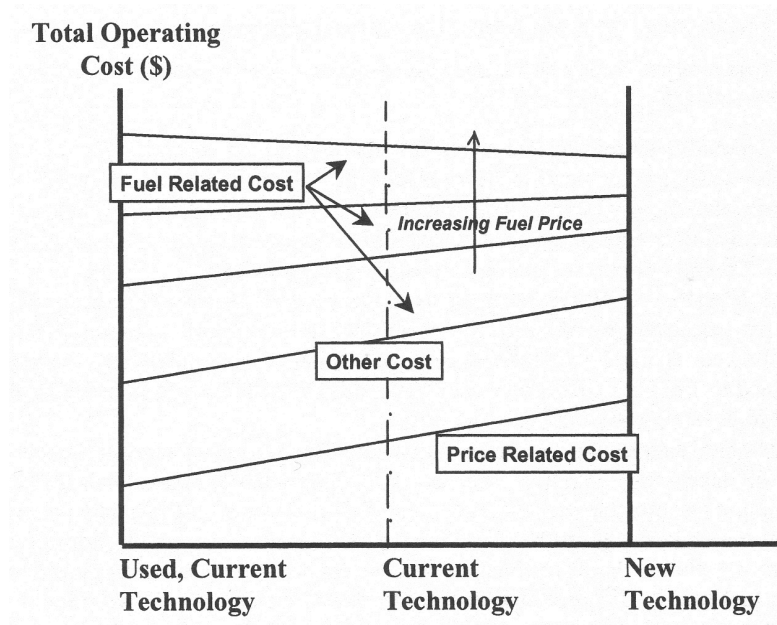 Total Operating
Cost ($)
Fuel Related Cost
Increasing Fuel Price
Other Cost
Price Related Cost
Used, Current
Technology
Current
Technology
New
Technology